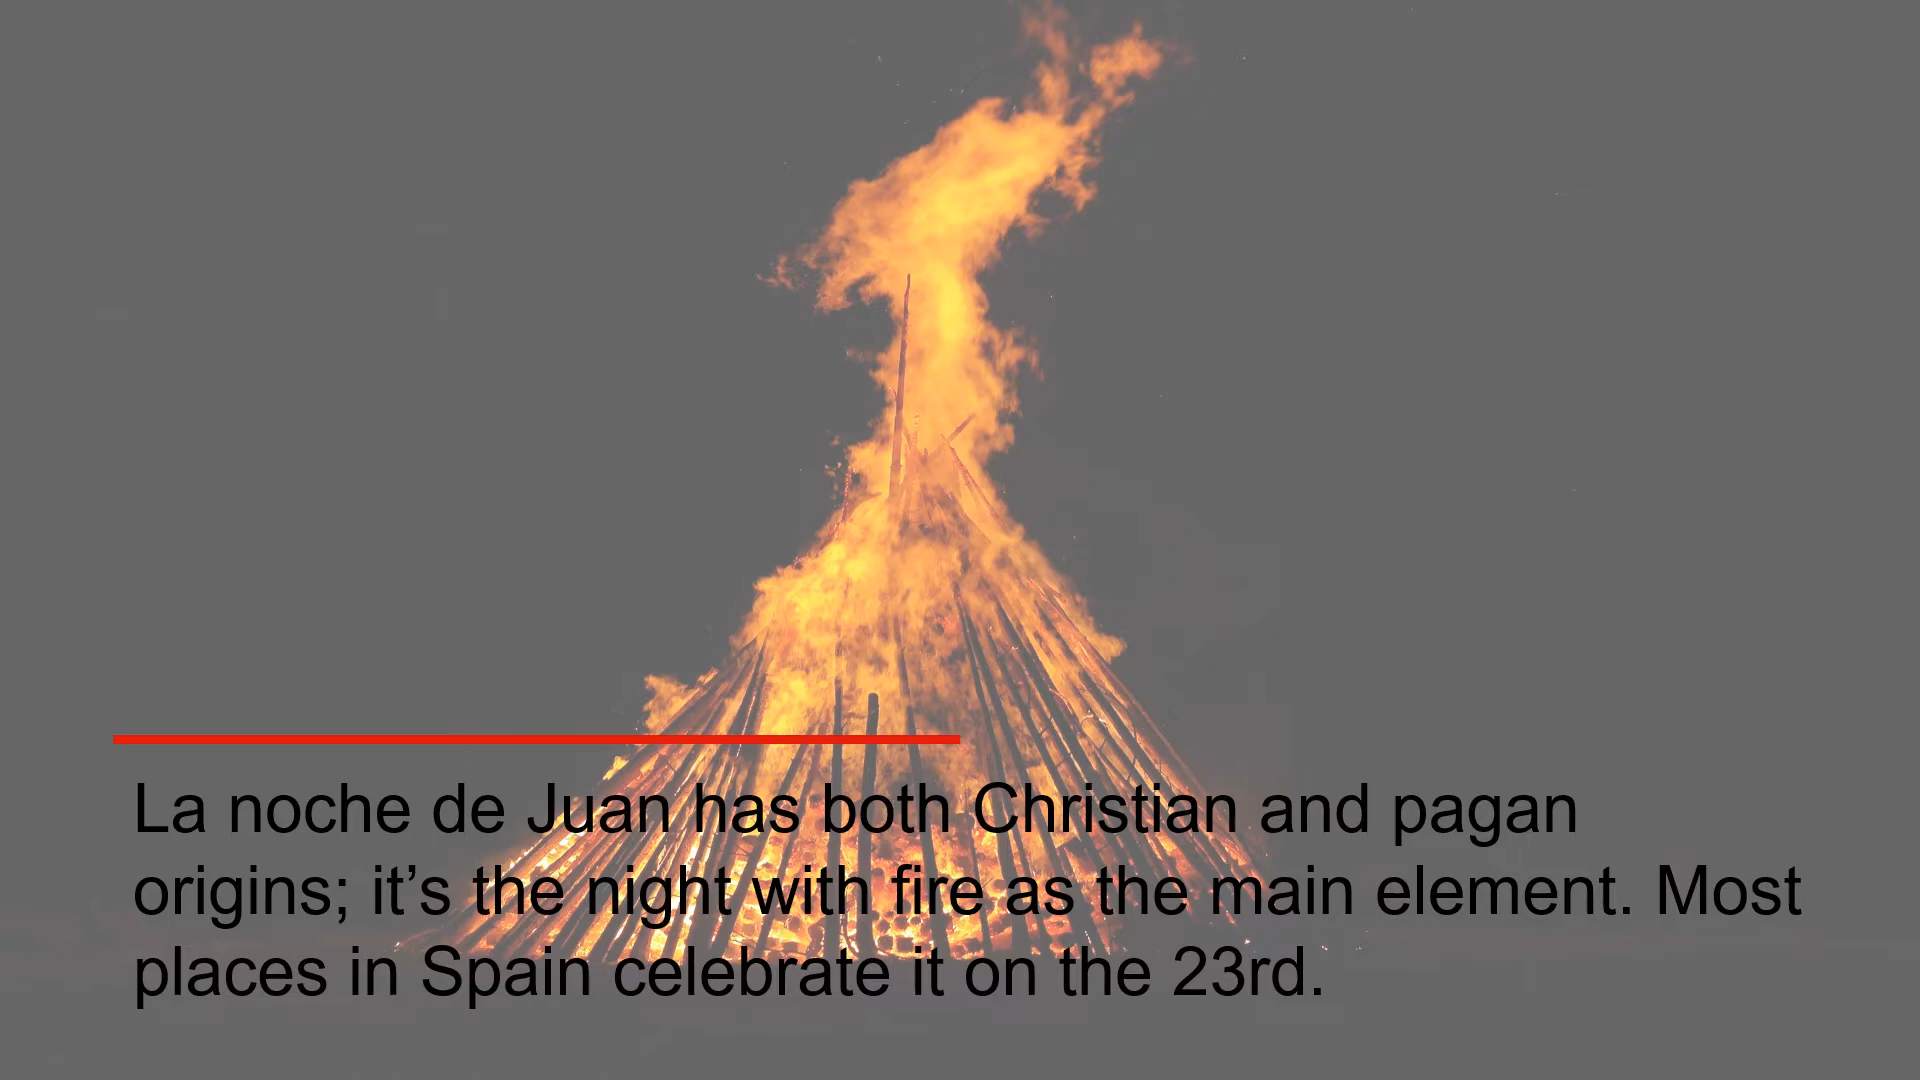 La noche de Juan has both Christian and pagan
origins; it’s the night with fire as the main element. Most
places in Spain celebrate it on the 23rd.